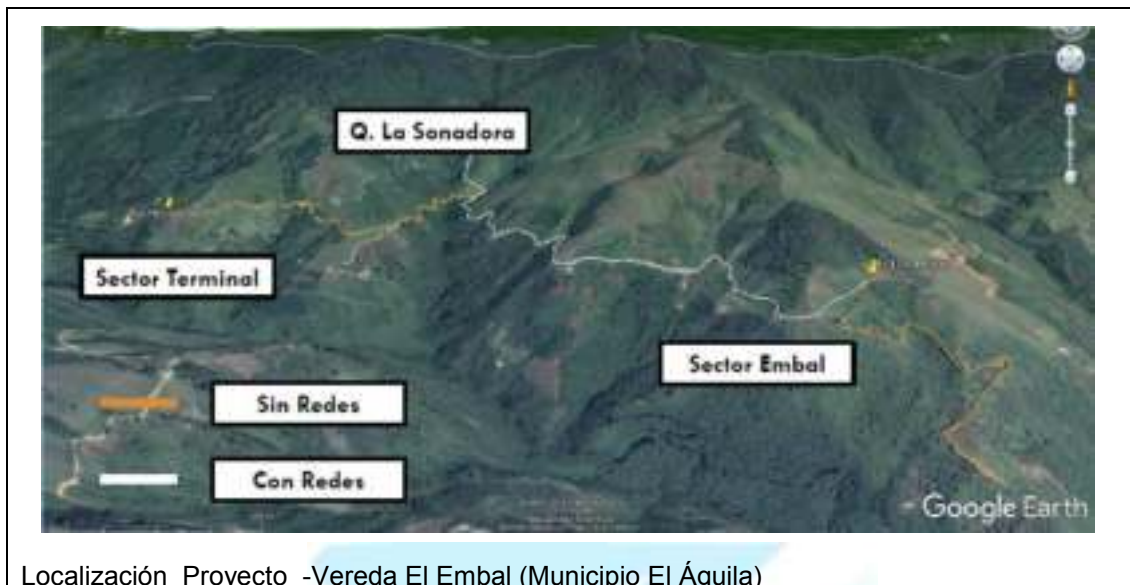 Q. La Sonadora
Sector Terminal
Sector Embal
Sin Redes
Con Redes
Google Earth
Localización Proyecto -Vereda El Embal (Municipio El Águila)